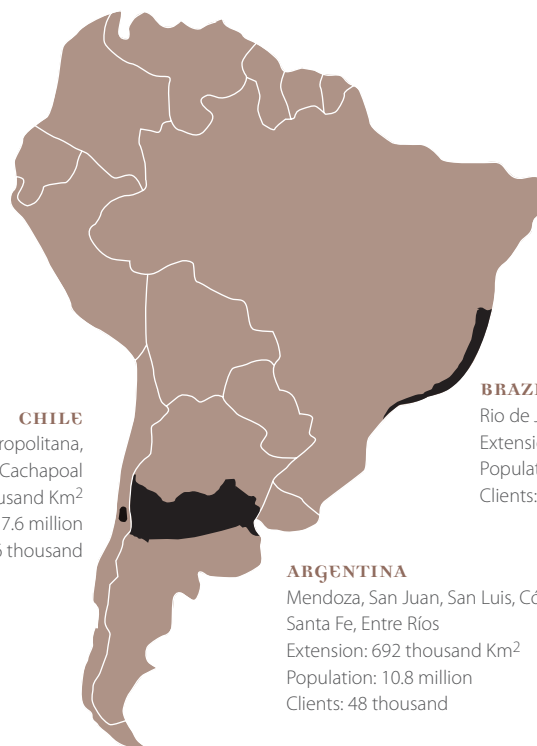 CHILE
ropolitana,
Cachapoal
usand Km²
7.6 million
thousand
BRAZI
Rio de J
Extensi
Populat
Clients:
ARGENTINA
Mendoza, San Juan, San Luis, Có
Santa Fe, Entre Ríos
Extension: 692 thousand Km²
Population: 10.8 million
Clients: 48 thousand